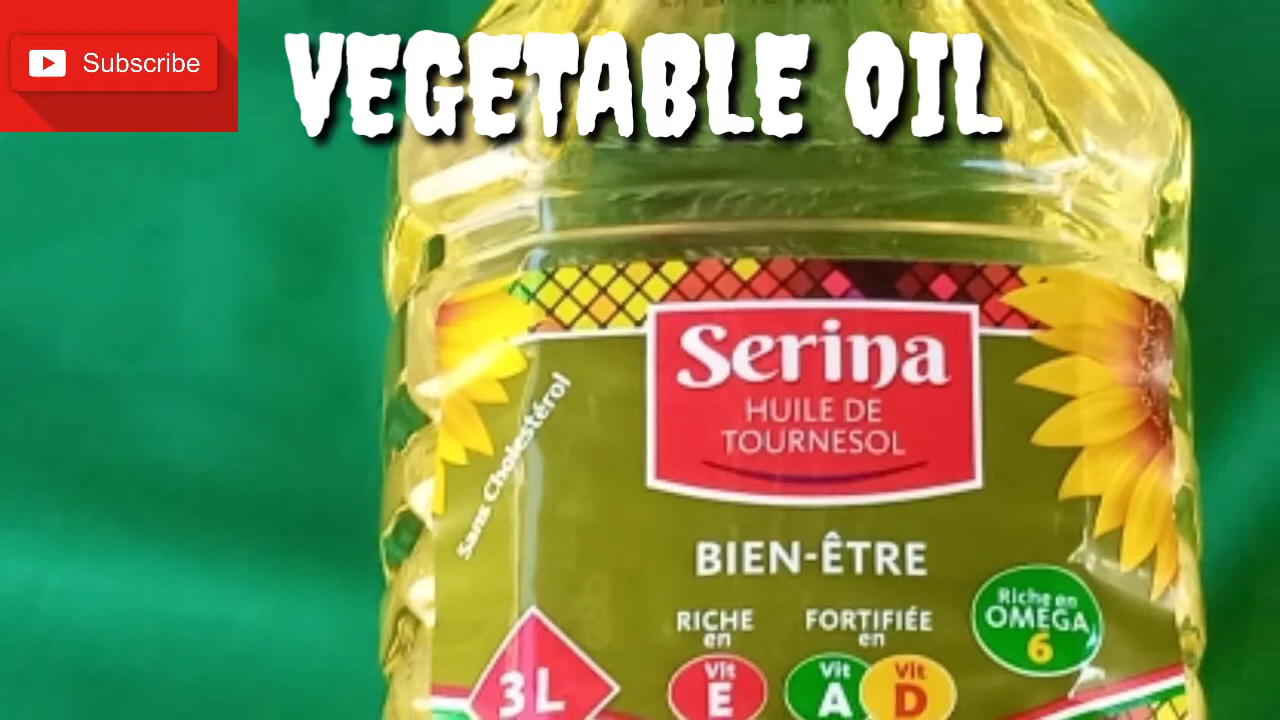 Subscribe
VEGETABLE OIL
Serina
HUILE DE
TOURNESOL
Sans Cholestérol
BIEN-ÊTRE
RICHE
en
Vit
E
FORTIFIÉE
en
Vit
A
Vit
D
Riche en
OMÉGA
6
3L